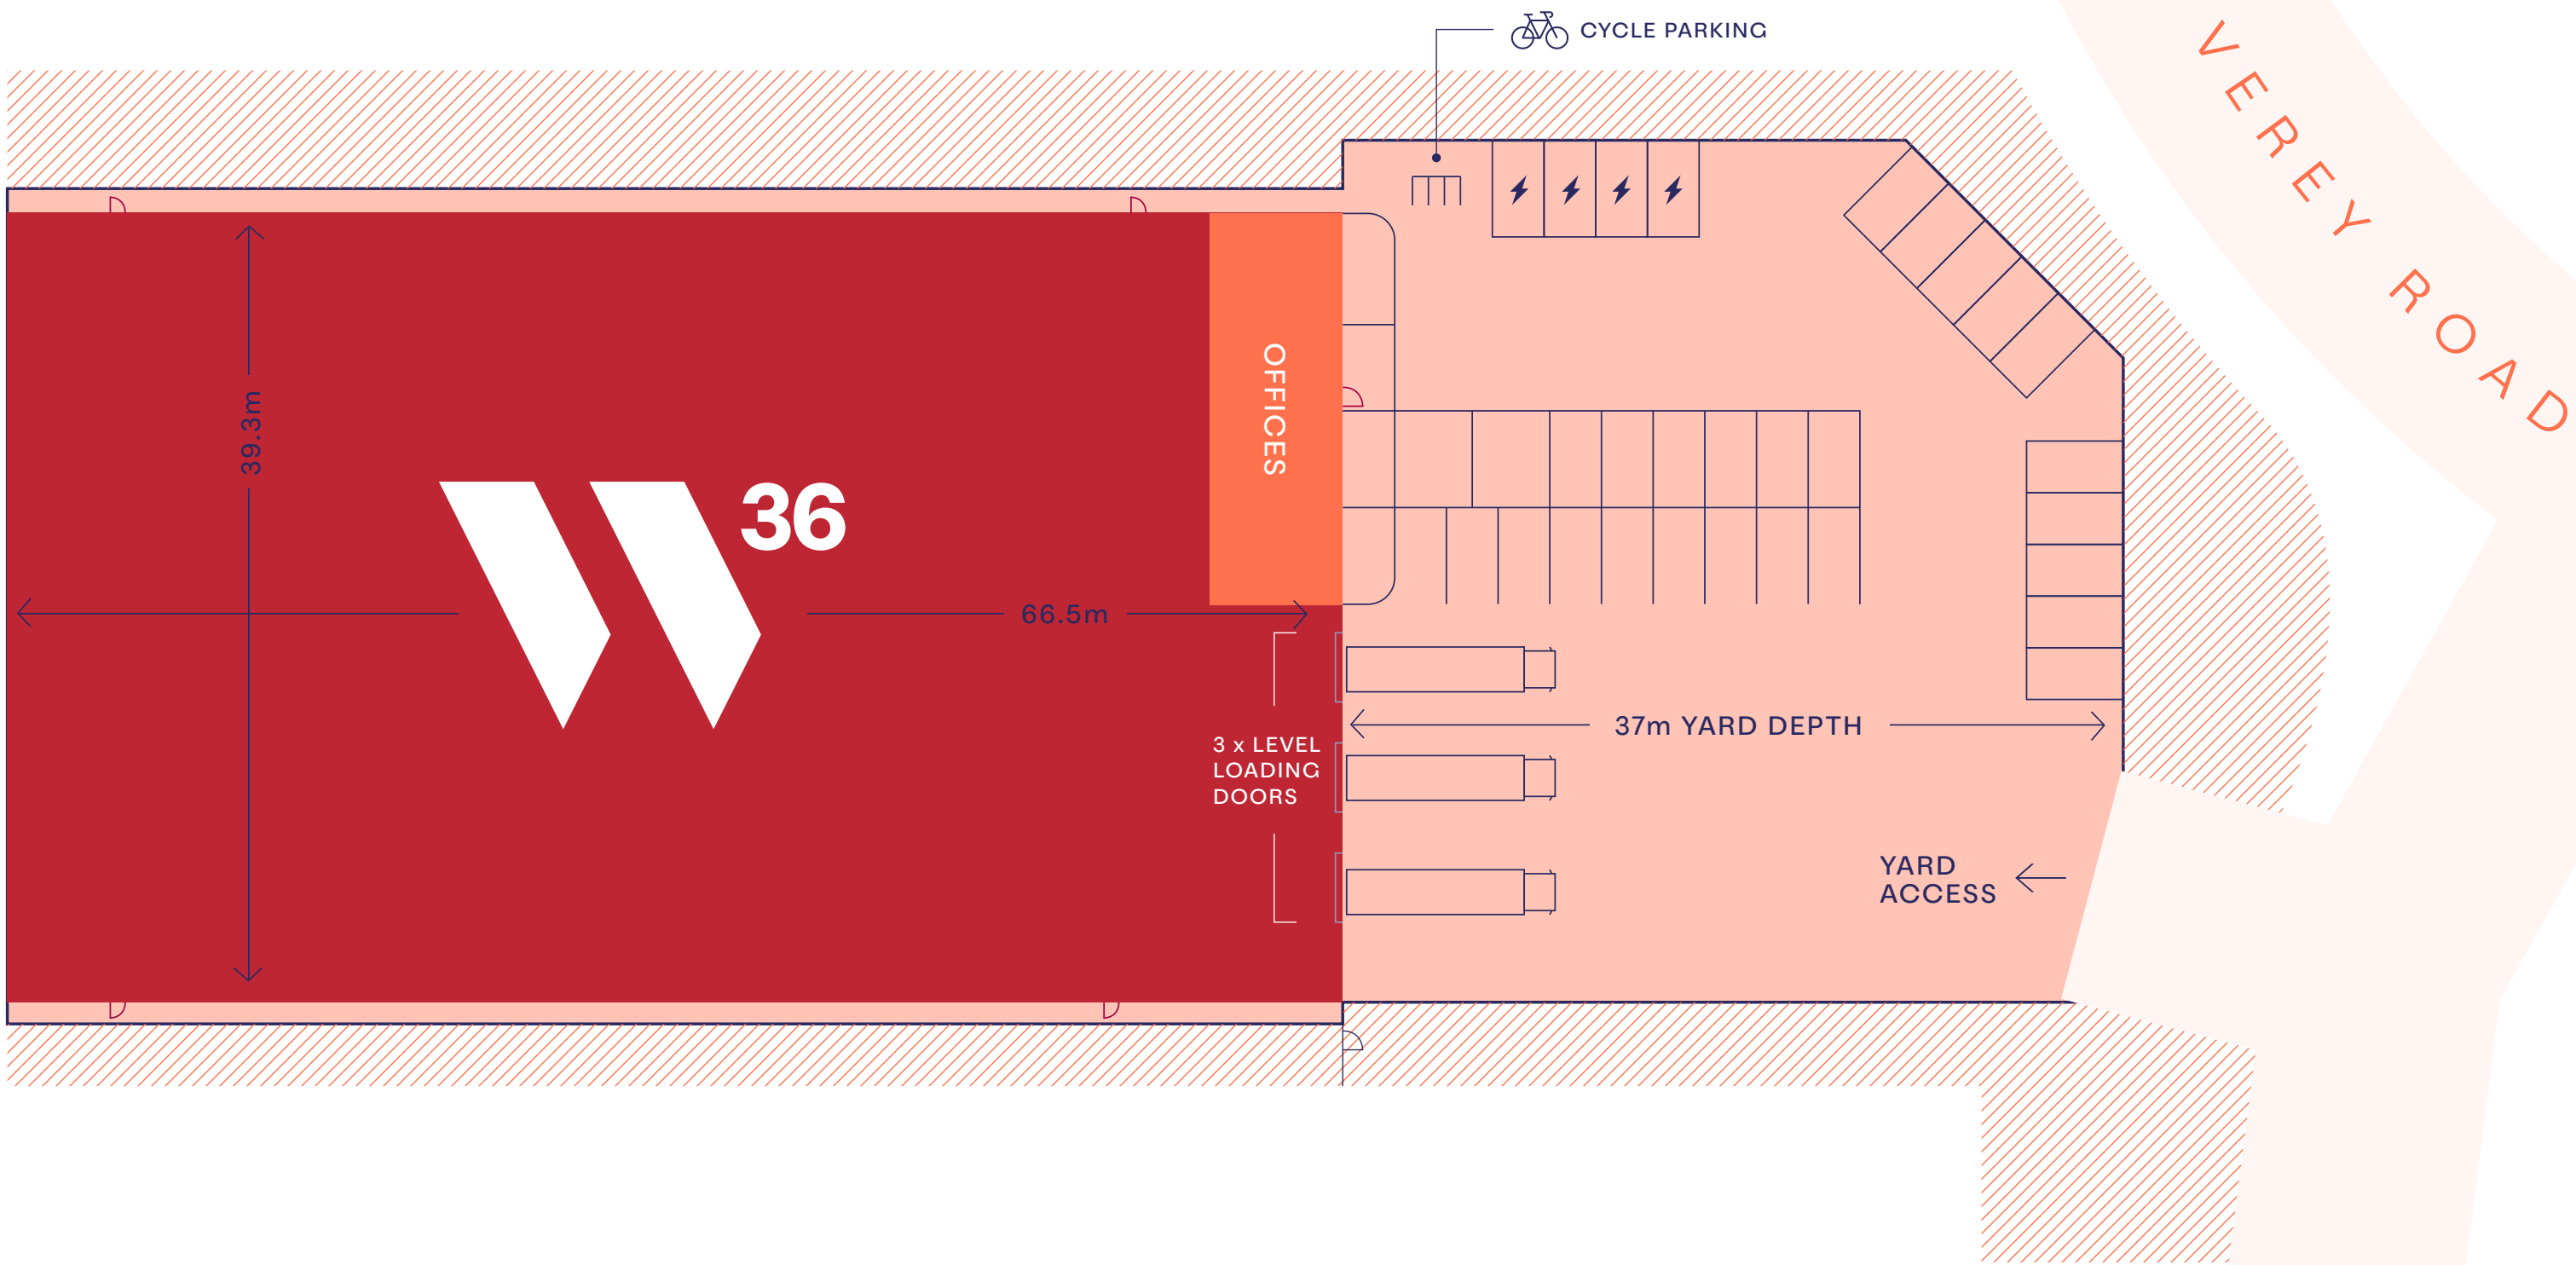 CYCLE PARKING
VEREY ROAD
OFFICES
39.3m
36
66.5m
37m YARD DEPTH
3 x LEVEL
LOADING
DOORS
YARD
ACCESS